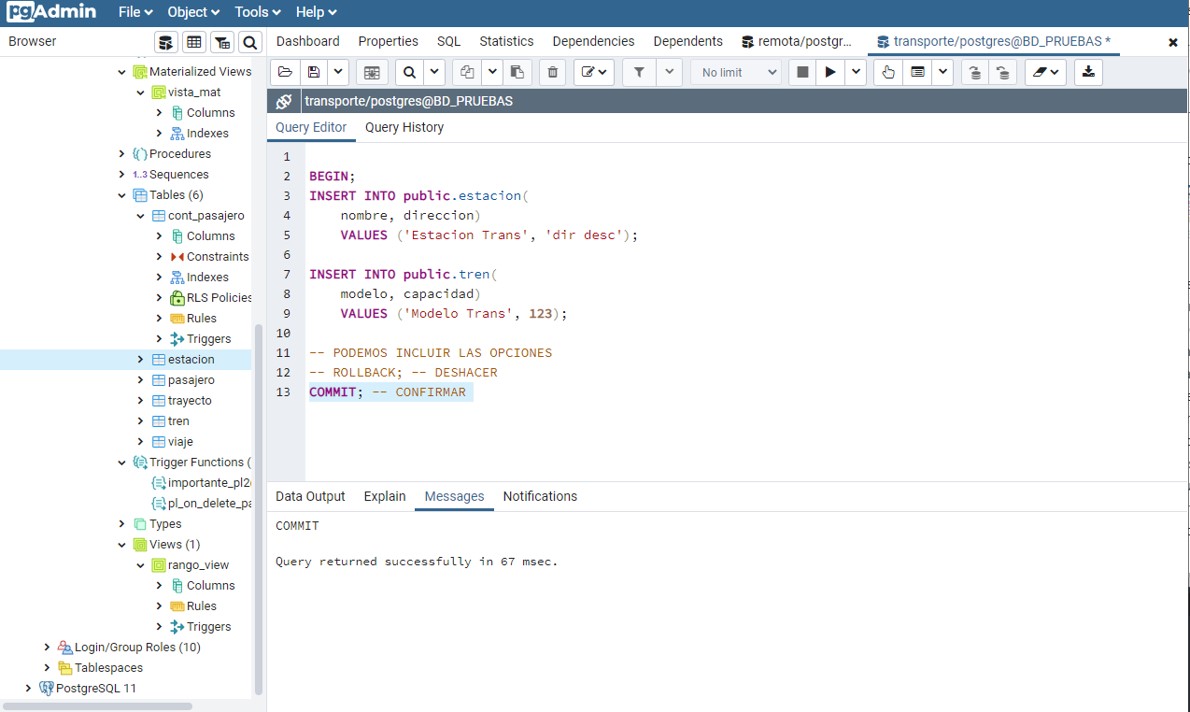 pgAdmin File Object Tools Help
Browser
Dashboard Properties SQL Statistics Dependencies Dependents remota/postgr... transporte/postgres@BD_PRUEBAS *
No limit
transporte/postgres@BD_PRUEBAS
Query Editor Query History
Materialized Views
vista_mat
Columns
Indexes
Procedures
1..3 Sequences
Tables (6)
cont_pasajero
Columns
Constraints
Indexes
RLS Policies
Rules
Triggers
estacion
pasajero
trayecto
tren
viaje
Trigger Functions (
importante_pl2
pl_on_delete_pa
Types
Views (1)
rango_view
Columns
Rules
Triggers
Login/Group Roles (10)
Tablespaces
PostgreSQL 11
1
2 BEGIN;
3 INSERT INTO public.estacion(
4 nombre, direccion)
5 VALUES ('Estacion Trans', 'dir desc');
6
7 INSERT INTO public.tren(
8 modelo, capacidad)
9 VALUES ('Modelo Trans', 123);
10
11 -- PODEMOS INCLUIR LAS OPCIONES
12 -- ROLLBACK; -- DESHACER
13 COMMIT; -- CONFIRMAR
Data Output Explain Messages Notifications
COMMIT
Query returned successfully in 67 msec.